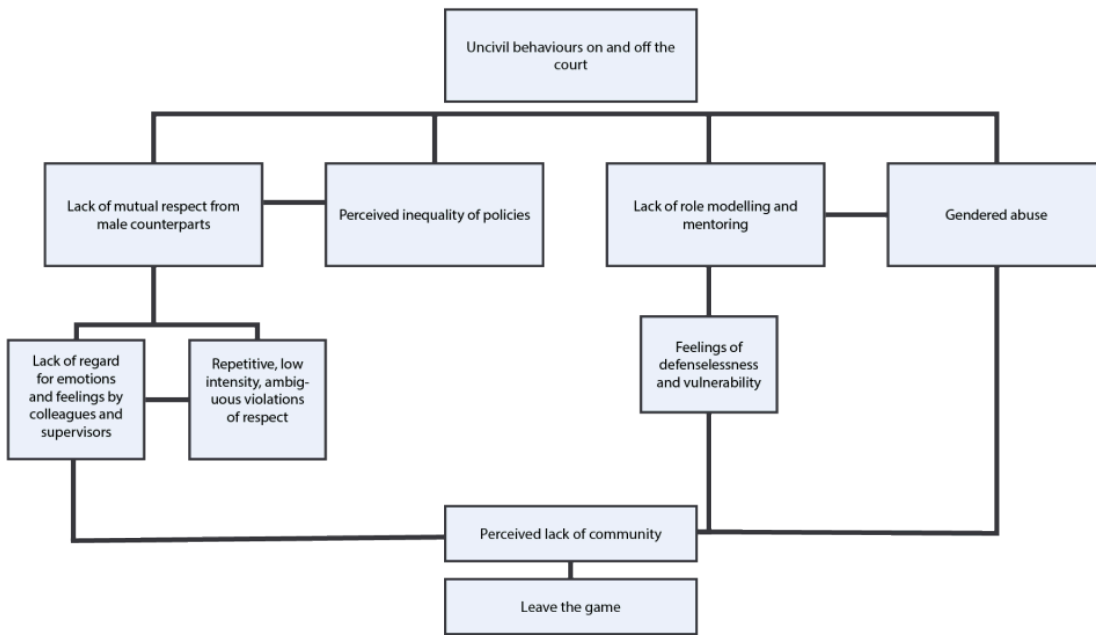 Uncivil behaviours on and off the
court
Lack of mutual respect from
male counterparts
Perceived inequality of policies
Lack of role modelling and
mentoring
Gendered abuse
Lack of regard
for emotions
and feelings by
colleagues and
supervisors
Repetitive, low
intensity, ambig-
uous violations
of respect
Feelings of
defenselessness
and vulnerability
Perceived lack of community
Leave the game